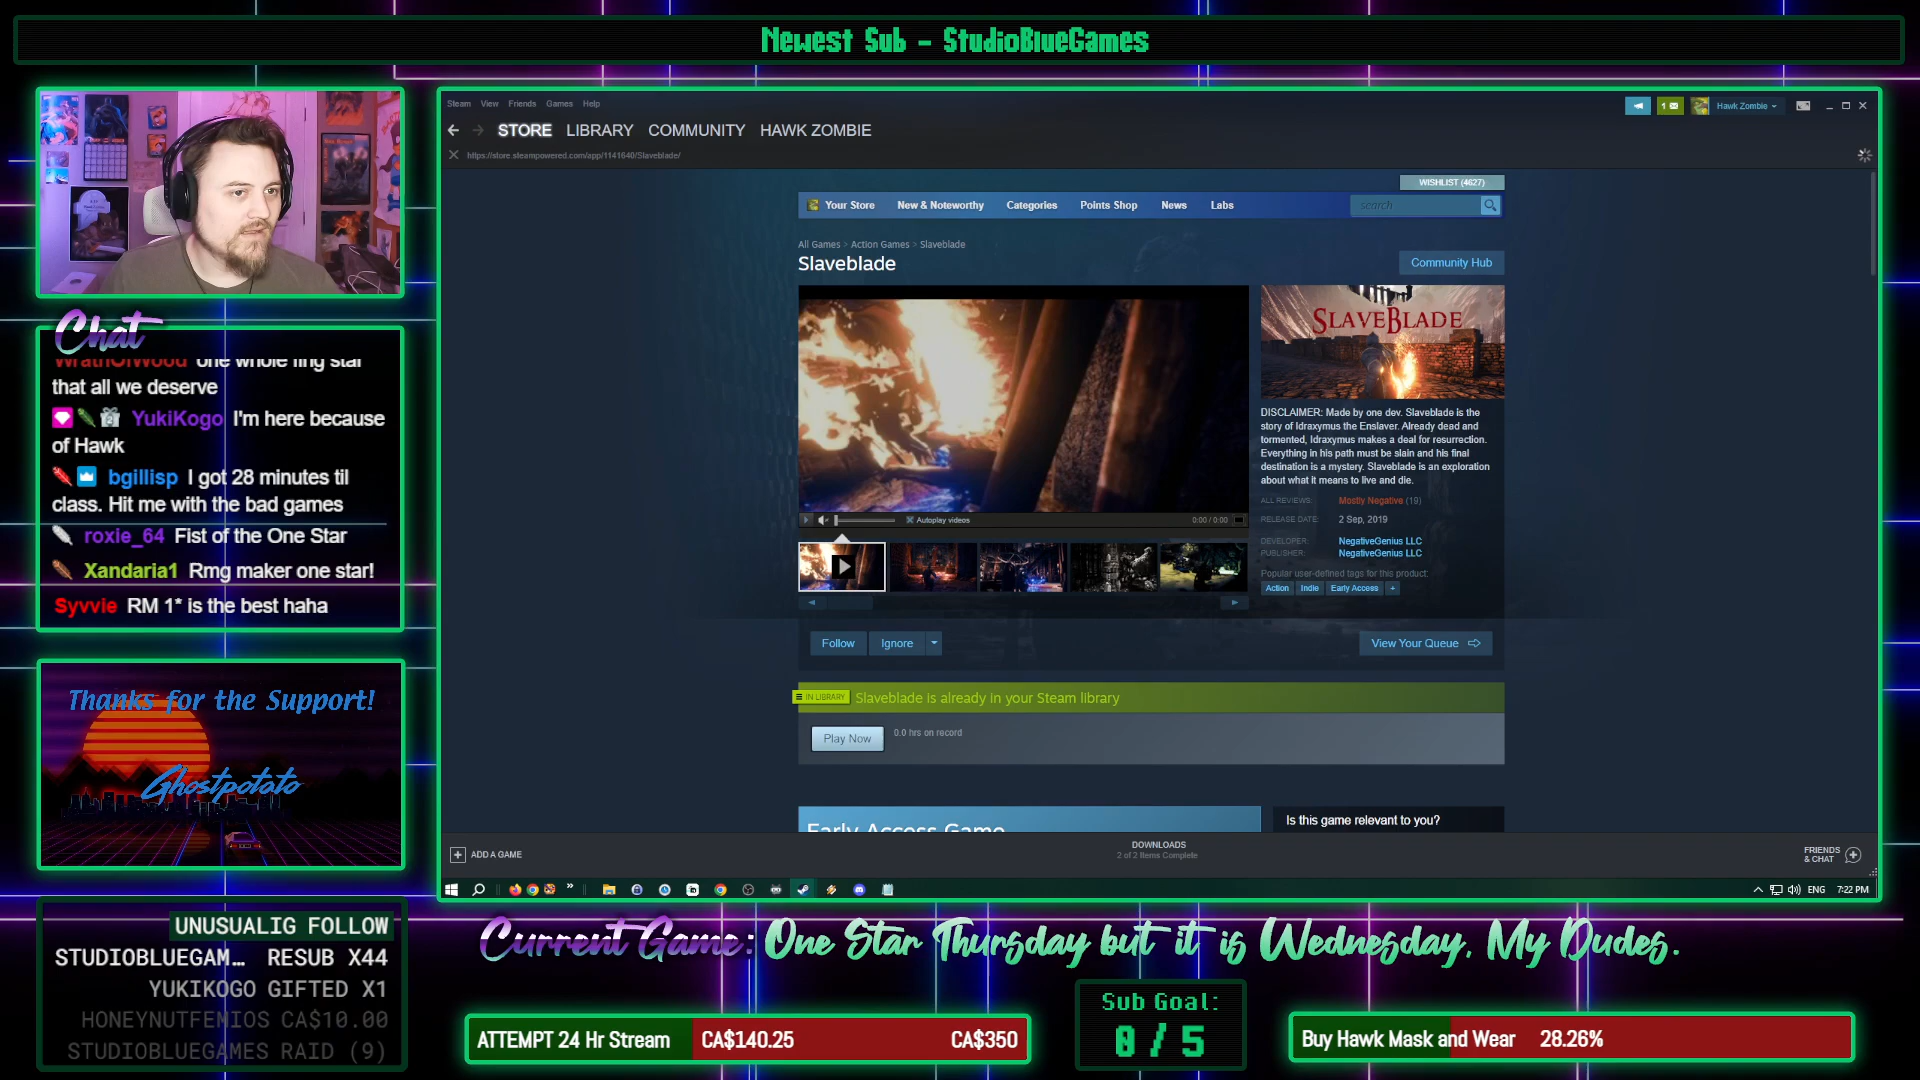 Newest Sub - StudioBlueGames
Steam View Friends Games Help
1
Hawk Zombie
STORE LIBRARY COMMUNITY HAWK ZOMBIE
https://store.steampowered.com/app/1141640/Slaveblade/
WISHLIST (4627)
Your Store New & Noteworthy Categories Points Shop News Labs
search
All Games > Action Games > Slaveblade
Slaveblade
Community Hub
SLAVEBLADE
DISCLAIMER: Made by one dev. Slaveblade is the
story of Idraxymus the Enslaver. Already dead and
tormented, Idraxymus makes a deal for resurrection.
Everything in his path must be slain and his final
destination is a mystery. Slaveblade is an exploration
about what it means to live and die.
ALL REVIEWS: Mostly Negative (19)
RELEASE DATE: 2 Sep, 2019
DEVELOPER: NegativeGenius LLC
PUBLISHER: NegativeGenius LLC
Popular user-defined tags for this product:
Action Indie Early Access +
Autoplay videos
0:00 / 0:00
Follow Ignore
View Your Queue
IN LIBRARY
Slaveblade is already in your Steam library
Play Now
0.0 hrs on record
Early Access Game
Is this game relevant to you?
ADD A GAME
DOWNLOADS
2 of 2 Items Complete
FRIENDS
& CHAT
ENG 7:22 PM
Chat
WrathOfWood one whole ring star
that all we deserve
YukiKogo I'm here because
of Hawk
bgillisp I got 28 minutes til
class. Hit me with the bad games
roxie_64 Fist of the One Star
Xandaria1 Rmg maker one star!
Syvvie RM 1* is the best haha
Thanks for the Support!
Ghostpotato
UNUSUALIG FOLLOW
STUDIOBLUEGAM... RESUB X44
YUKIKOGO GIFTED X1
HONEYNUTFEMIOS CA$10.00
STUDIOBLUEGAMES RAID (9)
Current Game: One Star Thursday but it is Wednesday, My Dudes.
ATTEMPT 24 Hr Stream CA$140.25 CA$350
Sub Goal:
0 / 5
Buy Hawk Mask and Wear 28.26%